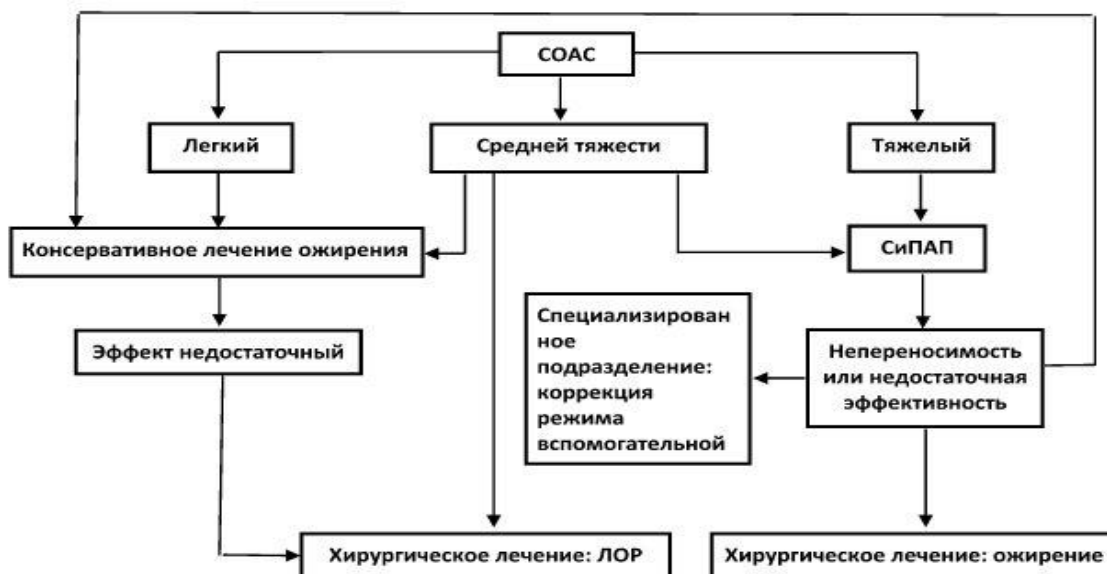 СОАС
Легкий
Средней тяжести
Тяжелый
Консервативное лечение ожирения
СиПАП
Эффект недостаточный
Специализирован
ное
подразделение:
коррекция
режима
вспомогательной
Непереносимость
или недостаточная
эффективность
Хирургическое лечение: ЛОР
Хирургическое лечение: ожирение